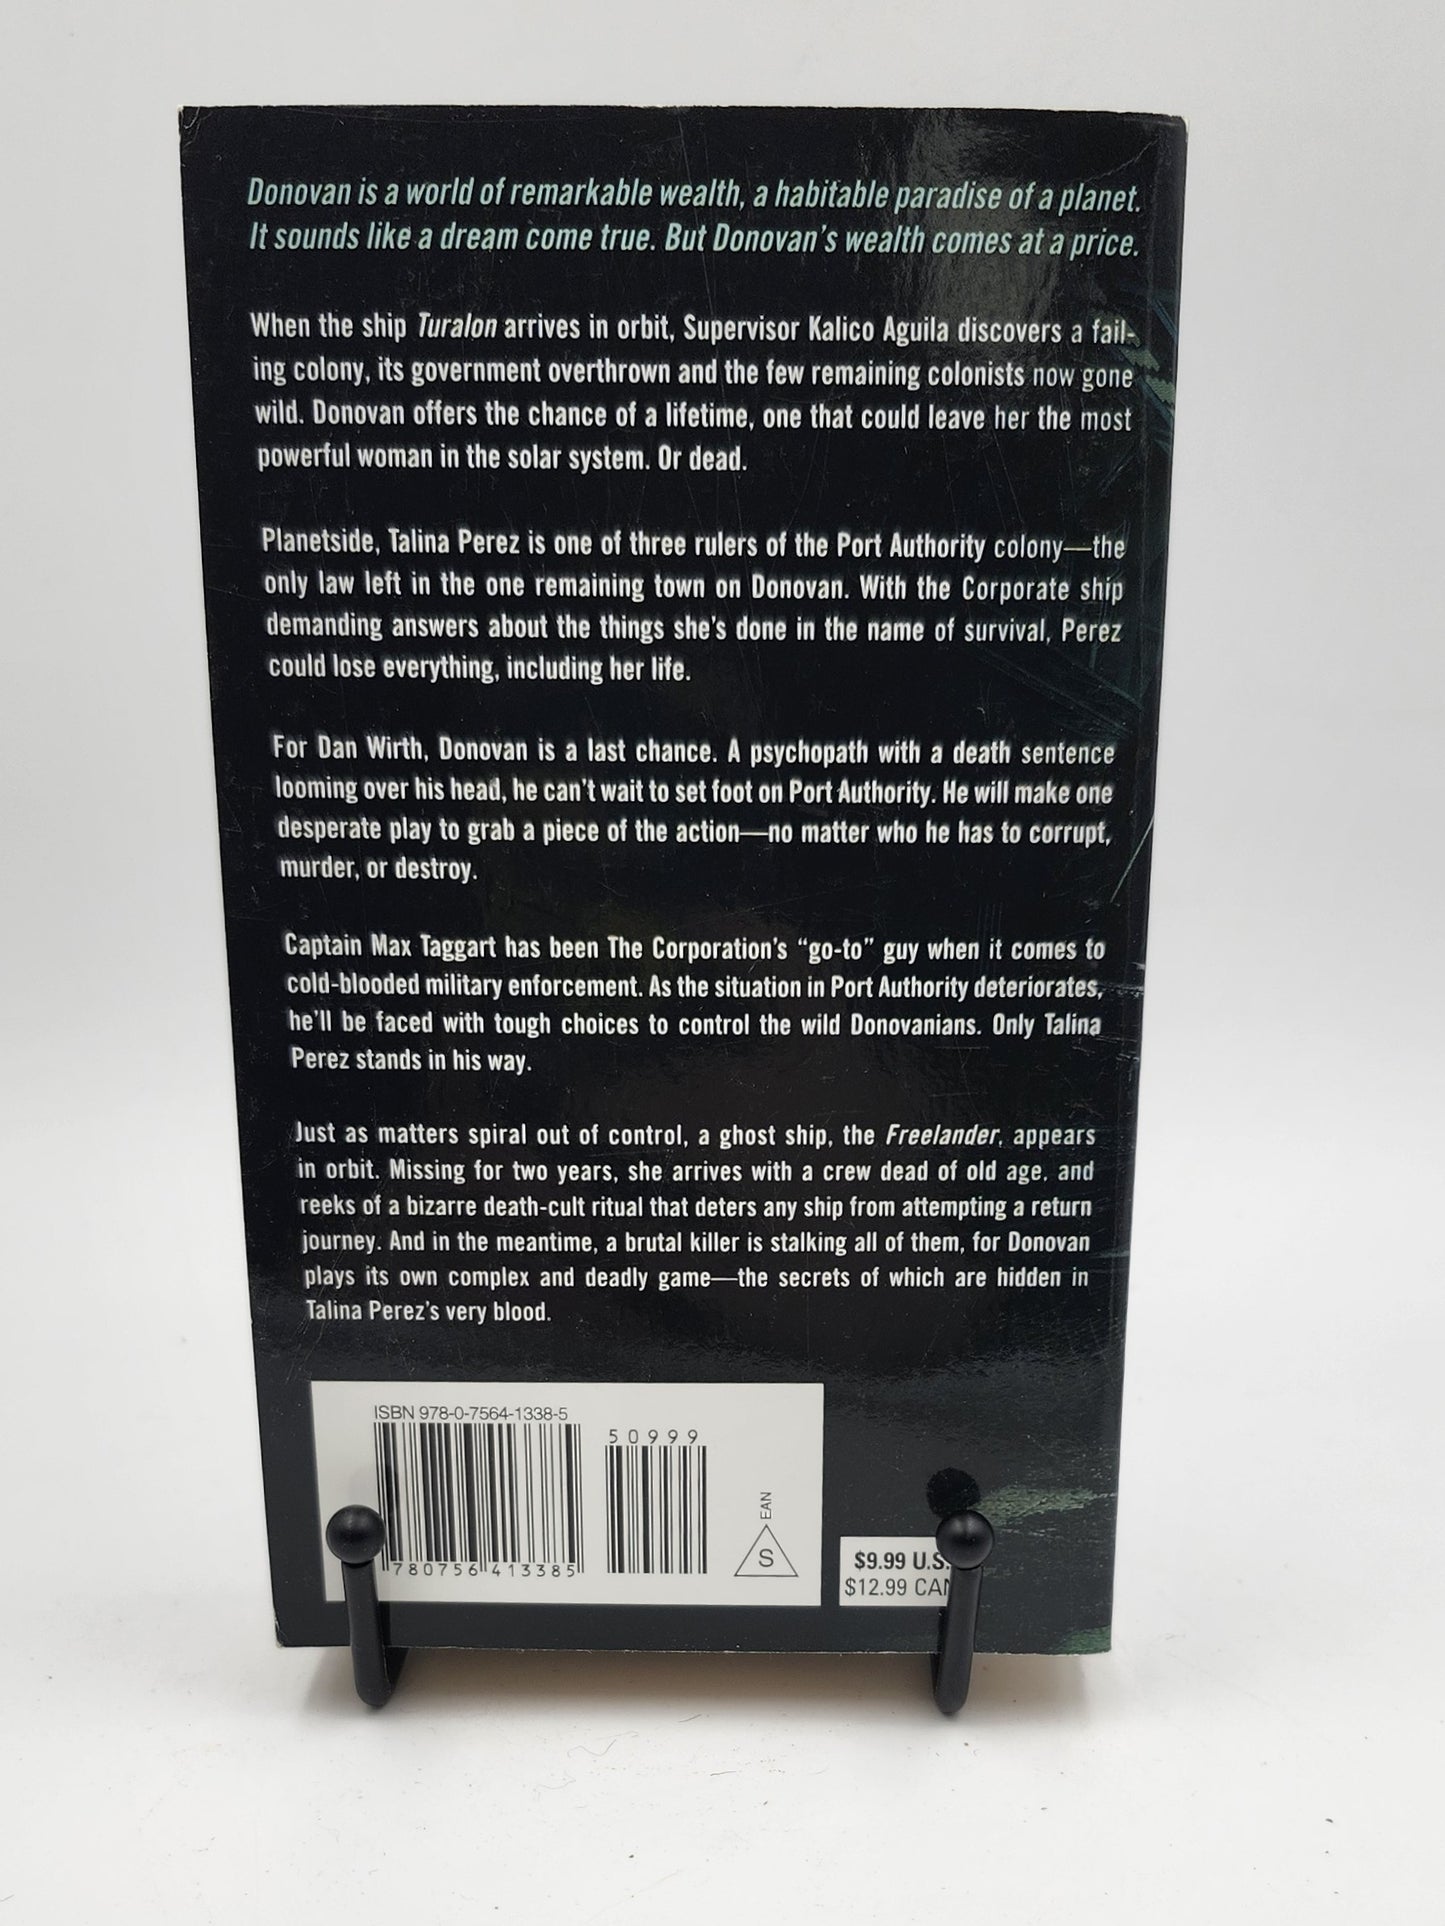 Donovan is a world of remarkable wealth, a habitable paradise of a planet.
It sounds like a dream come true. But Donovan's wealth comes at a price.
When the ship Turalon arrives in orbit, Supervisor Kalico Aguila discovers a fail-
ing colony, its government overthrown and the few remaining colonists now gone
wild. Donovan offers the chance of a lifetime, one that could leave her the most
powerful woman in the solar system. Or dead.
Planetside, Talina Perez is one of three rulers of the Port Authority colony—the
only law left in the one remaining town on Donovan. With the Corporate ship
demanding answers about the things she's done in the name of survival, Perez
could lose everything, including her life.
For Dan Wirth, Donovan is a last chance. A psychopath with a death sentence
looming over his head, he can't wait to set foot on Port Authority. He will make one
desperate play to grab a piece of the action—no matter who he has to corrupt,
murder, or destroy.
Captain Max Taggart has been The Corporation's “go-to” guy when it comes to
cold-blooded military enforcement. As the situation in Port Authority deteriorates,
he'll be faced with tough choices to control the wild Donovanians. Only Talina
Perez stands in his way.
Just as matters spiral out of control, a ghost ship, the Freelander, appears
in orbit. Missing for two years, she arrives with a crew dead of old age, and
reeks of a bizarre death-cult ritual that deters any ship from attempting a return
journey. And in the meantime, a brutal killer is stalking all of them, for Donovan
plays its own complex and deadly game—the secrets of which are hidden in
Talina Perez's very blood.
ISBN 978-0-7564-1338-5
50999
780756 413385
EAN
S
$9.99 U.S.
$12.99 CAN